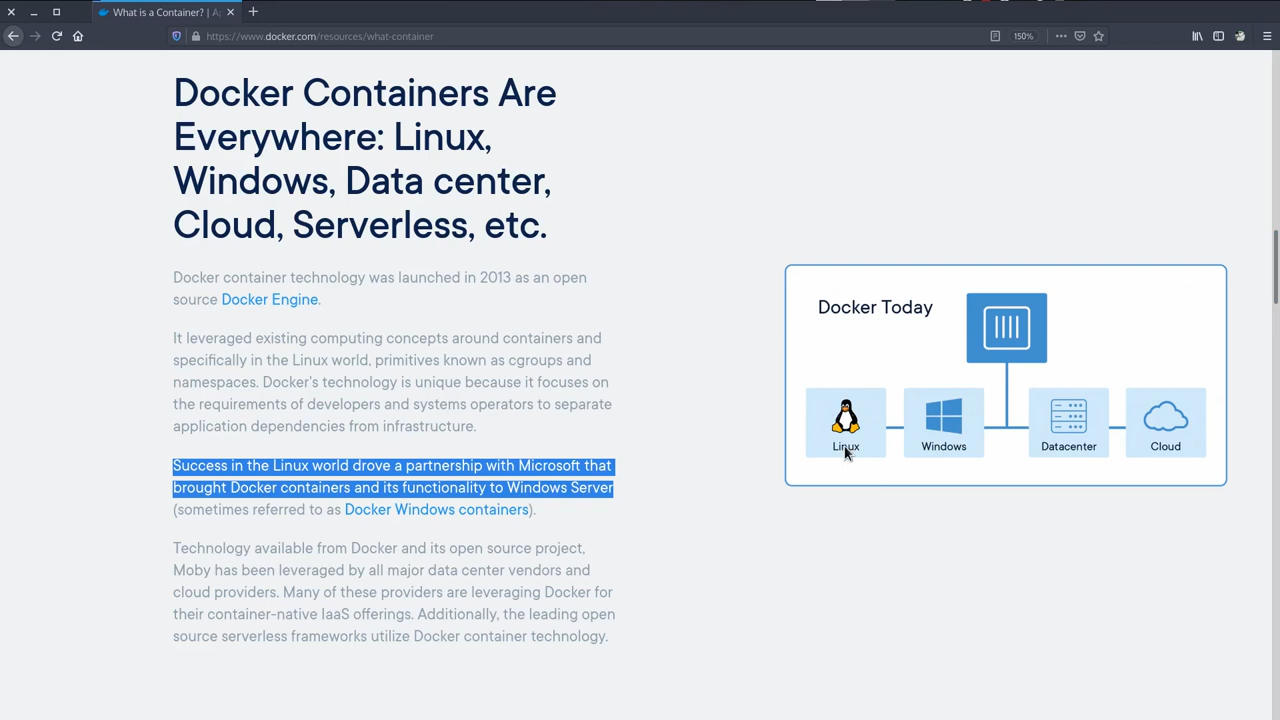 What is a Container? | Ap
https://www.docker.com/resources/what-container
150%
Docker Containers Are
Everywhere: Linux,
Windows, Data center,
Cloud, Serverless, etc.
Docker container technology was launched in 2013 as an open
source Docker Engine.
It leveraged existing computing concepts around containers and
specifically in the Linux world, primitives known as cgroups and
namespaces. Docker's technology is unique because it focuses on
the requirements of developers and systems operators to separate
application dependencies from infrastructure.
Success in the Linux world drove a partnership with Microsoft that
brought Docker containers and its functionality to Windows Server
(sometimes referred to as Docker Windows containers).
Technology available from Docker and its open source project,
Moby has been leveraged by all major data center vendors and
cloud providers. Many of these providers are leveraging Docker for
their container-native IaaS offerings. Additionally, the leading open
source serverless frameworks utilize Docker container technology.
Docker Today
Linux
Windows
Datacenter
Cloud